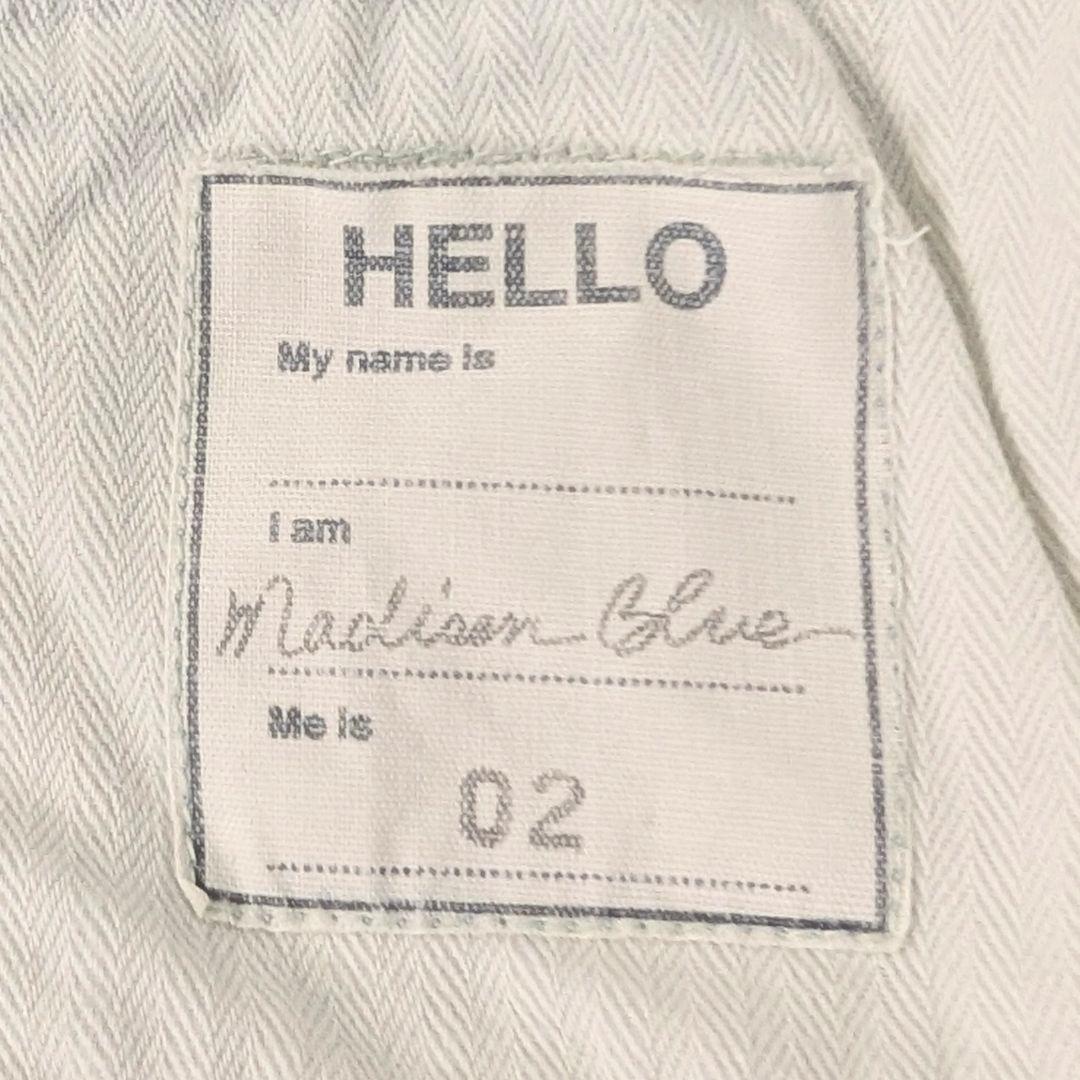 HELLO
My name is
I am
Madison Blue
Me is
02